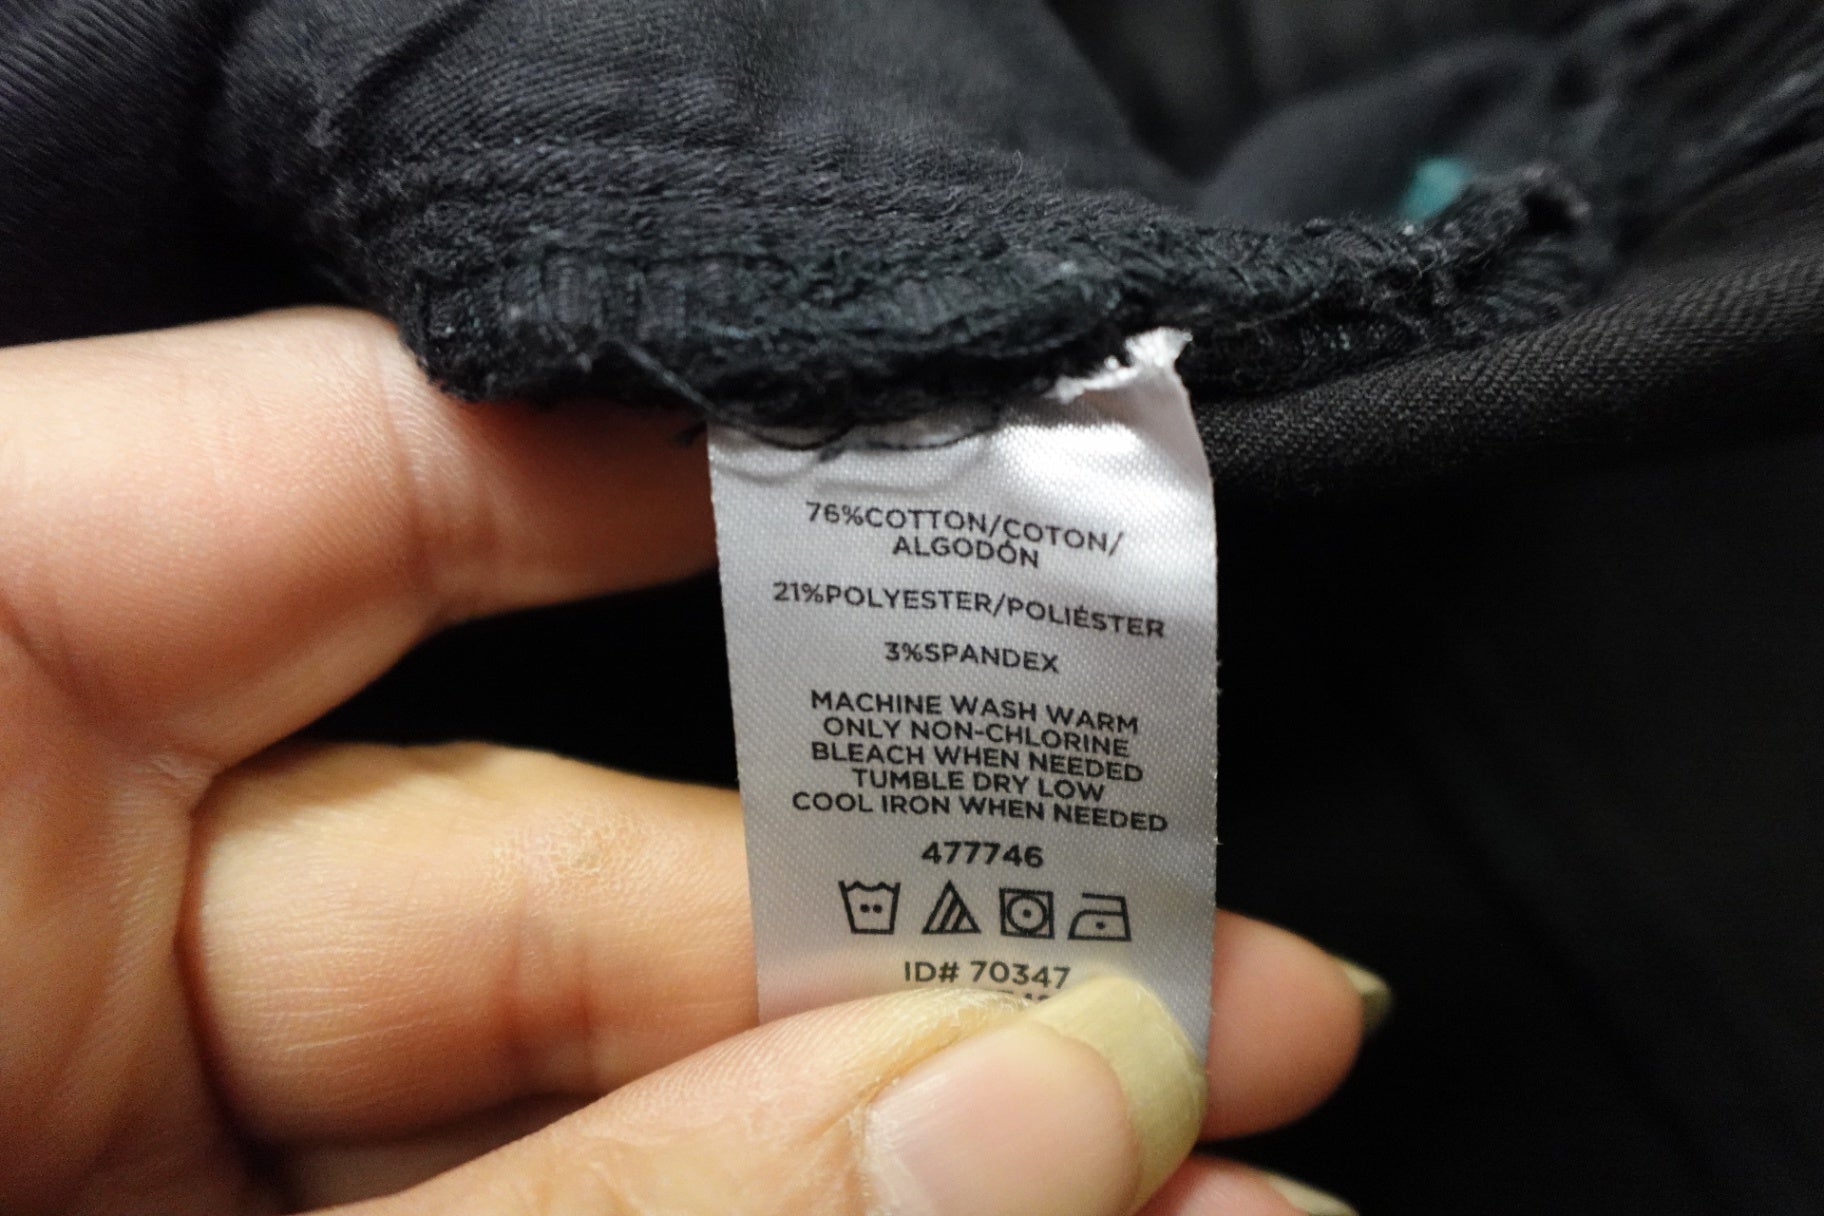 76%COTTON/COTON/
ALGODÓN
21%POLYESTER/POLIÉSTER
3%SPANDEX
MACHINE WASH WARM
ONLY NON-CHLORINE
BLEACH WHEN NEEDED
TUMBLE DRY LOW
COOL IRON WHEN NEEDED
477746
ID# 70347